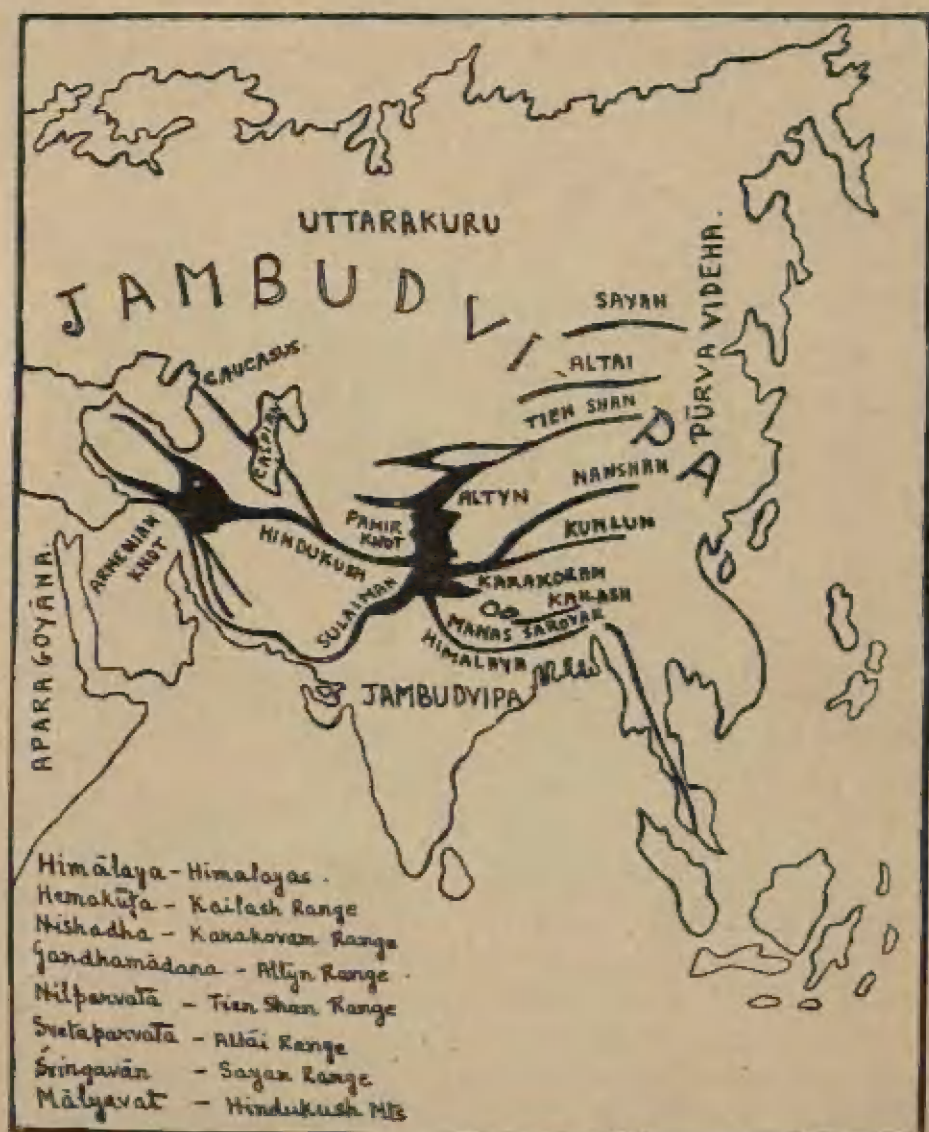 UTTARAKURU
JAMBUDVIPA
SAYAN
PŪRVA VIDEHA.
CAUCASUS.
ALTAI
TIEN SHAN
CASPIAN
NANSHAN
ALTYN
PAMIR
KNOT
KUNLUN
ARMENIAN
KNOT
HINDUKUSH
KARAKORAM
KAILASH
SULAIMAN
MANAS SAROVAR
HIMALAYA
APARAGOYĀNA
JAMBUDVIPA
Himālaya - Himalayas.
Hemakūṭa - Kailash Range
Nishadha - Karakoram Range
Gandhamādana - Altyn Range.
Nilparvatā - Tien Shan Range
Svetaparvatā - Altāi Range
Śringavān - Sayan Range
Mālyavat - Hindukush Mts